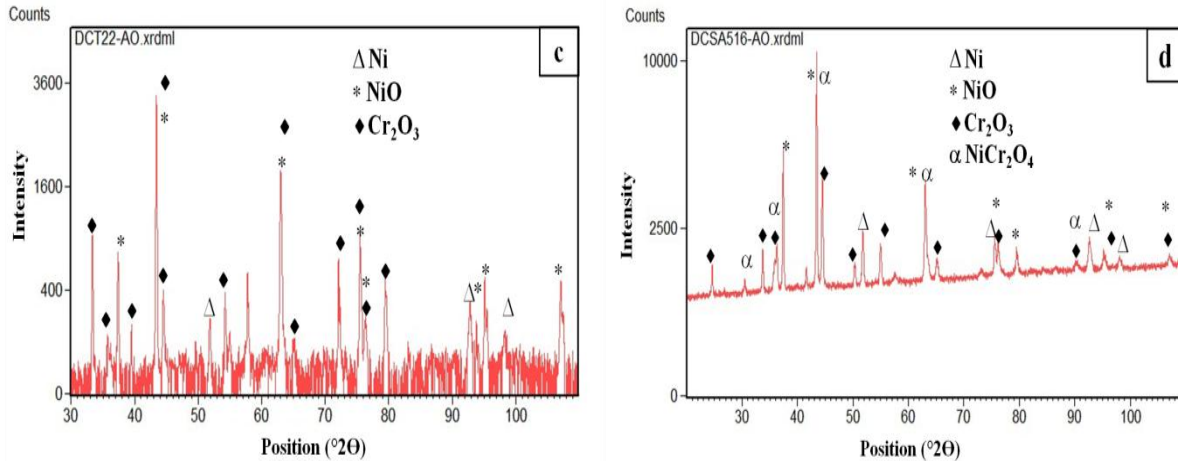 Counts
DCT22-AO.xrdml
c
Δ Ni
* NiO
♦ Cr₂O₃
3600
1600
400
0
Intensity
30 40 50 60 70 80 90 100
Position (°2Θ)
Counts
DCSA516-AO.xrdml
d
Δ Ni
* NiO
♦ Cr₂O₃
α NiCr₂O₄
10000
2500
0
Intensity
30 40 50 60 70 80 90 100
Position (°2Θ)